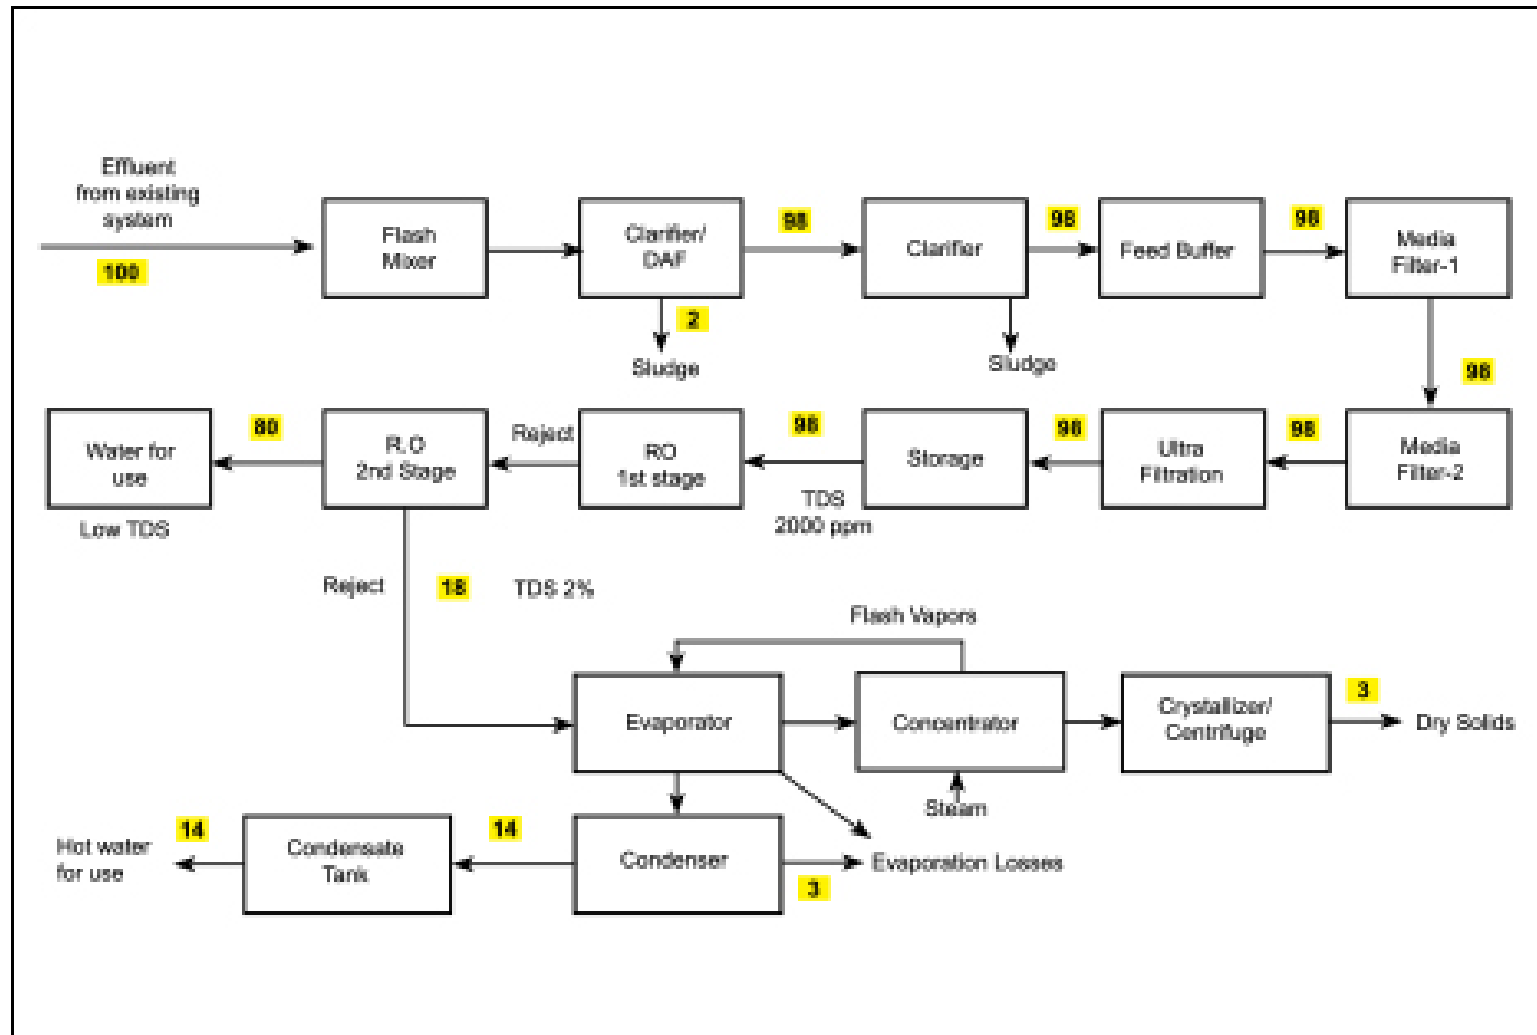 Effluent
from existing
system
100
Flash
Mixer
Clarifier/
DAF
98
2
Sludge
Clarifier
98
Sludge
Feed Buffer
98
Media
Filter-1
98
Media
Filter-2
98
Ultra
Filtration
98
Storage
98
TDS
2000 ppm
RO
1st stage
Reject
R.O
2nd Stage
80
Water for
use
Low TDS
Reject
18
TDS 2%
Flash Vapors
Evaporator
Concentrator
Steam
Crystallizer/
Centrifuge
3
Dry Solids
Evaporation Losses
3
Condenser
14
Condensate
Tank
14
Hot water
for use